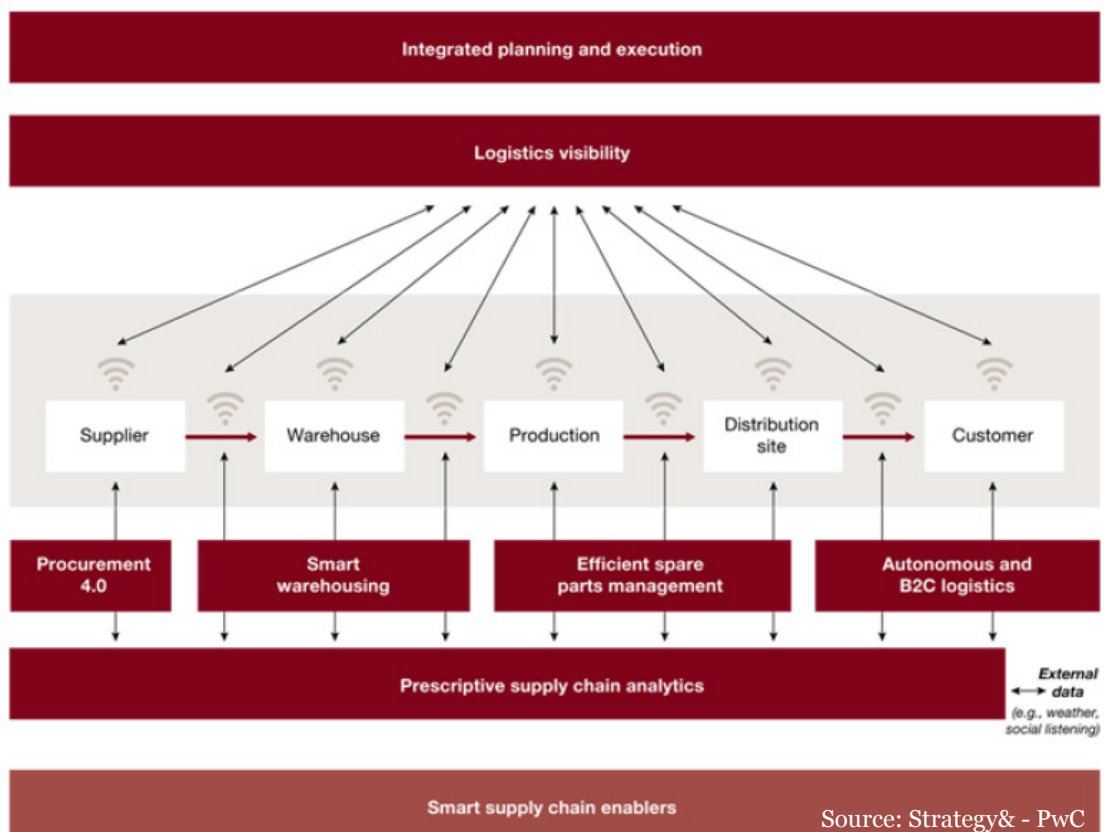 Integrated planning and execution
Logistics visibility
Supplier
Warehouse
Production
Distribution
site
Customer
Procurement
4.0
Smart
warehousing
Efficient spare
parts management
Autonomous and
B2C logistics
Prescriptive supply chain analytics
External
data
(e.g., weather,
social listening)
Smart supply chain enablers
Source: Strategy& - PwC